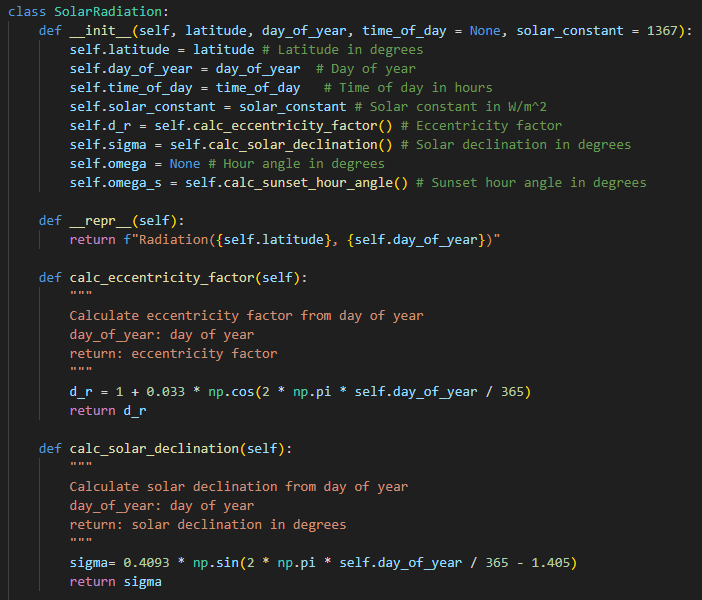 class SolarRadiation:
    def __init__(self, latitude, day_of_year, time_of_day = None, solar_constant = 1367):
        self.latitude = latitude # Latitude in degrees
        self.day_of_year = day_of_year  # Day of year
        self.time_of_day = time_of_day   # Time of day in hours
        self.solar_constant = solar_constant # Solar constant in W/m^2
        self.d_r = self.calc_eccentricity_factor() # Eccentricity factor
        self.sigma = self.calc_solar_declination() # Solar declination in degrees
        self.omega = None # Hour angle in degrees
        self.omega_s = self.calc_sunset_hour_angle() # Sunset hour angle in degrees

    def __repr__(self):
        return f"Radiation({self.latitude}, {self.day_of_year})"

    def calc_eccentricity_factor(self):
        """
        Calculate eccentricity factor from day of year
        day_of_year: day of year
        return: eccentricity factor
        """
        d_r = 1 + 0.033 * np.cos(2 * np.pi * self.day_of_year / 365)
        return d_r

    def calc_solar_declination(self):
        """
        Calculate solar declination from day of year
        day_of_year: day of year
        return: solar declination in degrees
        """
        sigma= 0.4093 * np.sin(2 * np.pi * self.day_of_year / 365 - 1.405)
        return sigma